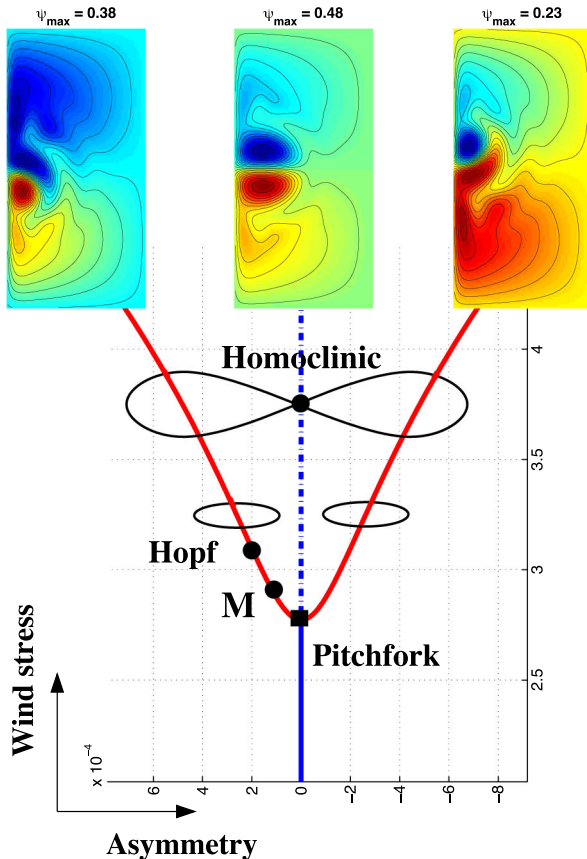 ψmax = 0.38
ψmax = 0.48
ψmax = 0.23
Homoclinic
4
3.5
Hopf
3
M
Pitchfork
2.5
Wind stress
x 10⁻⁴
6
4
2
0
−2
−4
−6
−8
Asymmetry